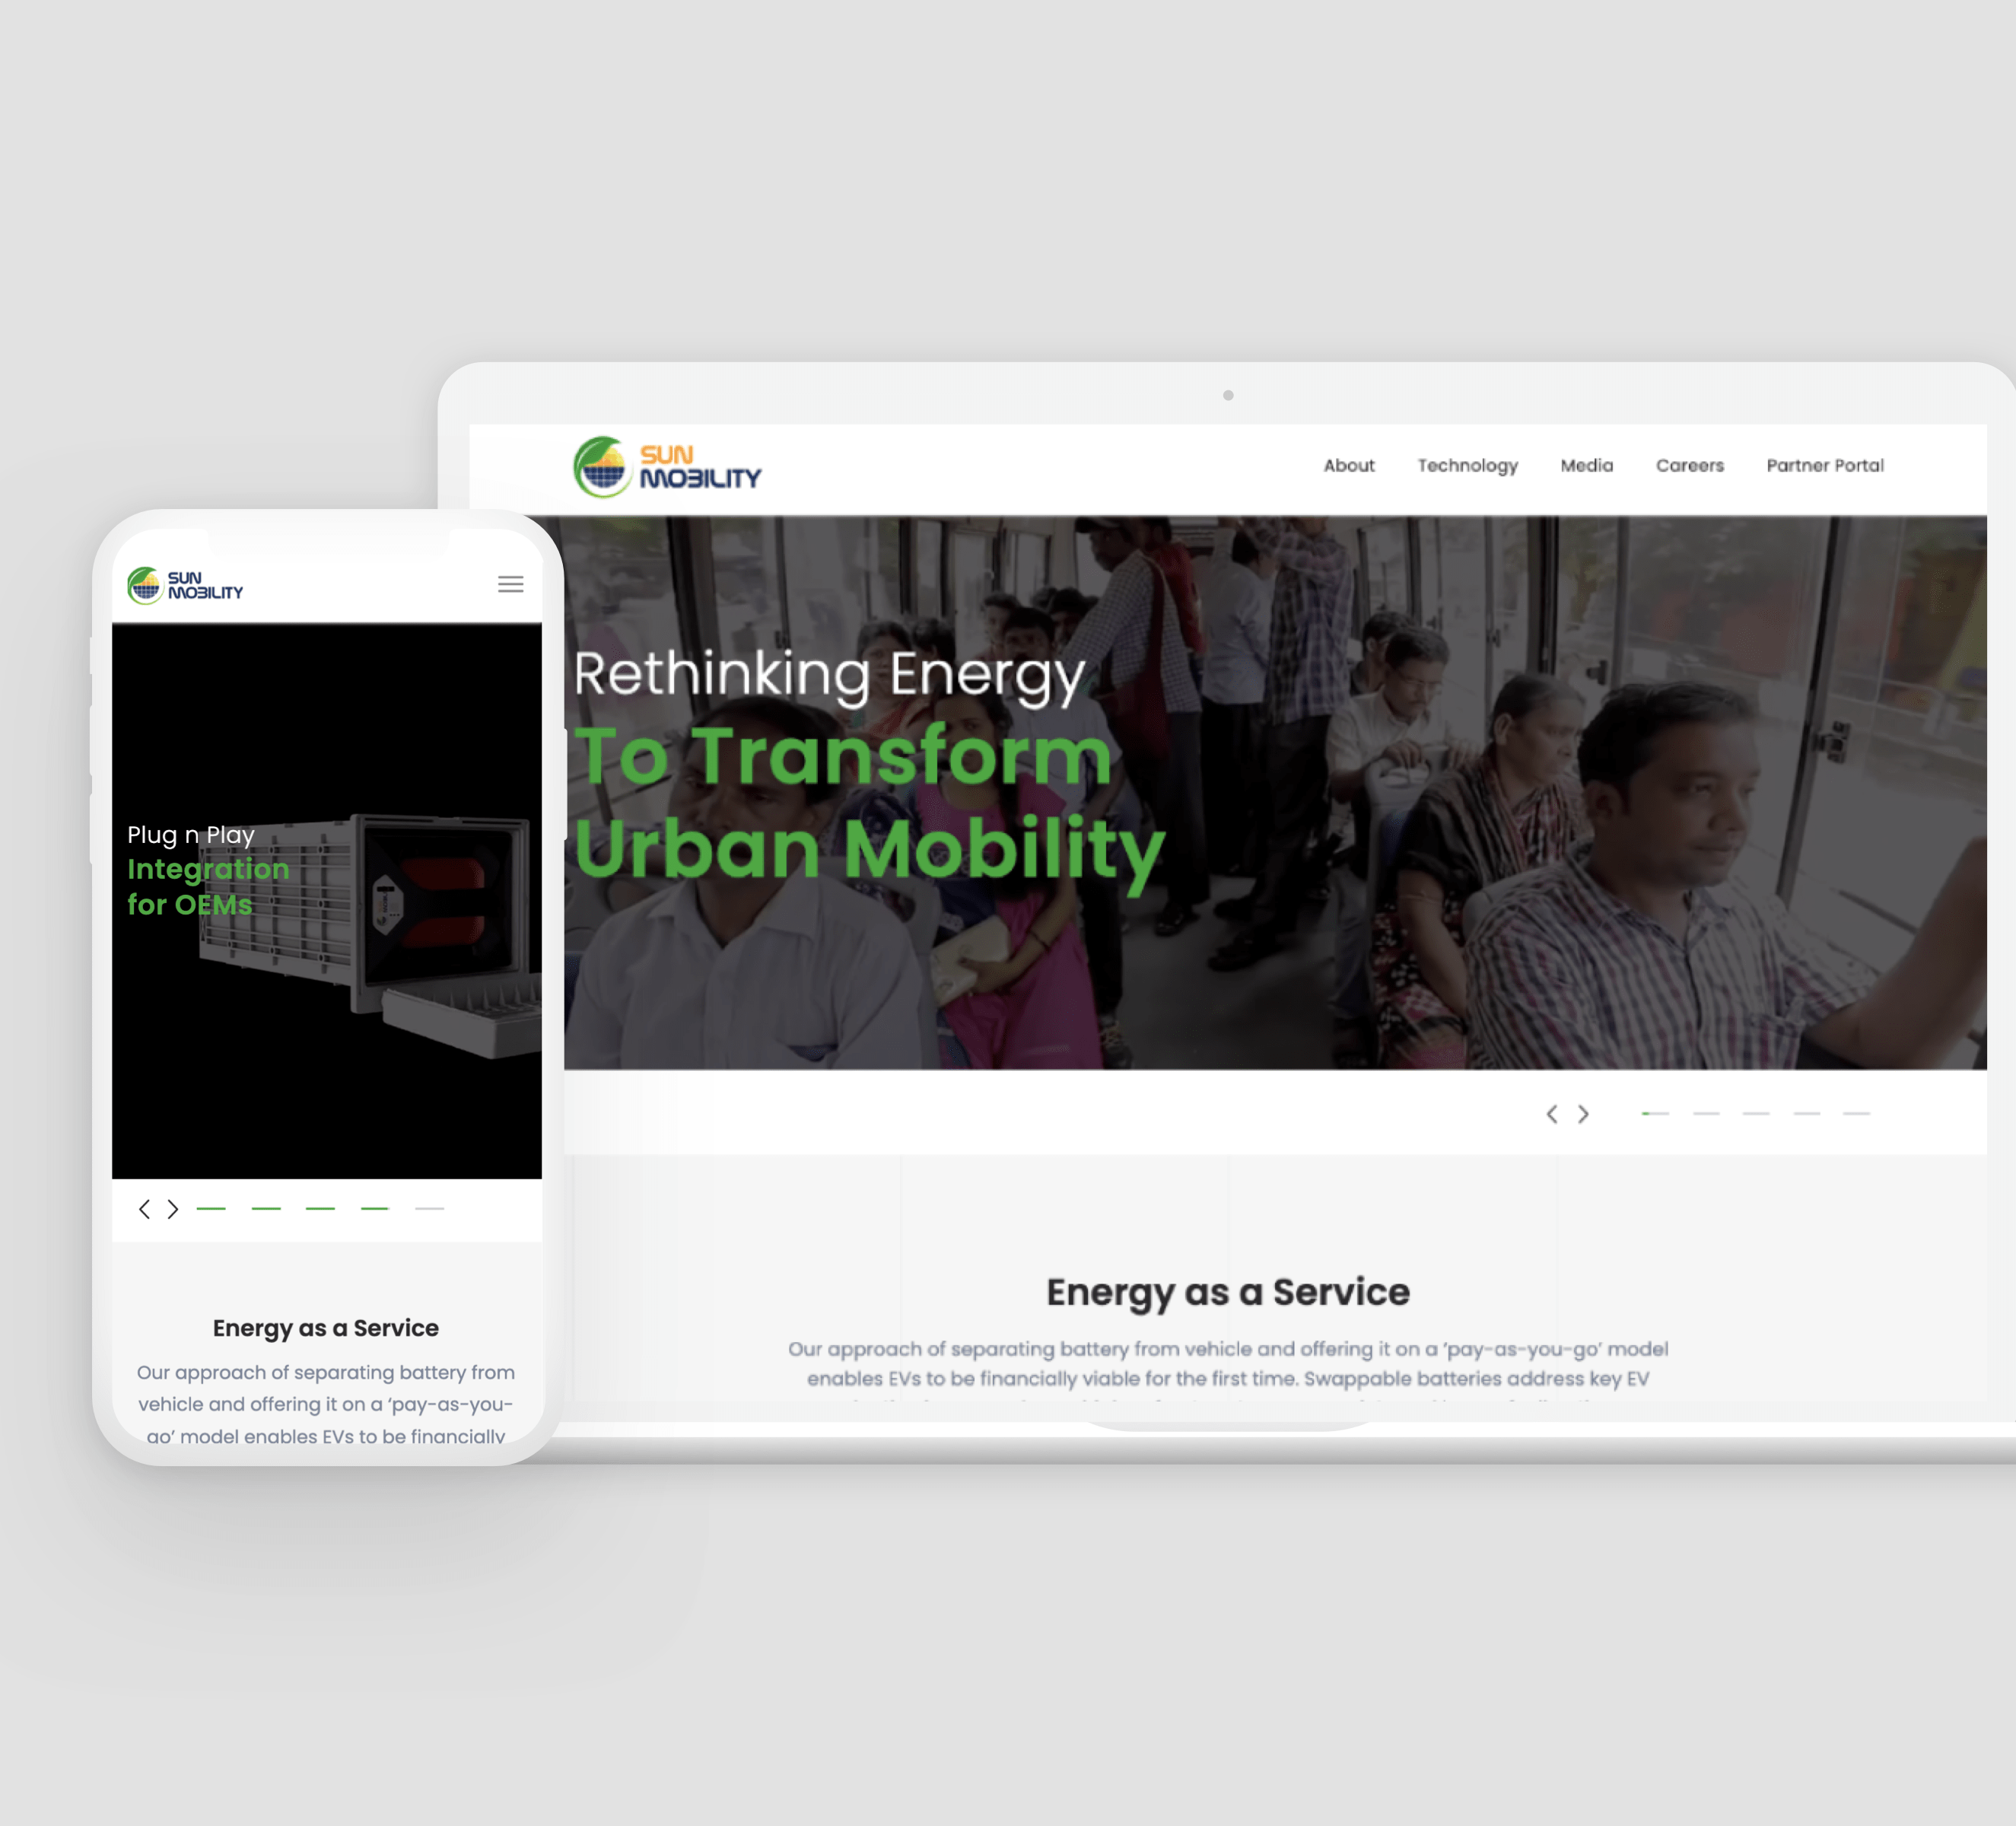 SUN
MOBILITY
Plug n Play
Integration
for OEMs
Energy as a Service
Our approach of separating battery from
vehicle and offering it on a ‘pay-as-you-
go’ model enables EVs to be financially
SUN
MOBILITY
About Technology Media Careers Partner Portal
Rethinking Energy
To Transform
Urban Mobility
Energy as a Service
Our approach of separating battery from vehicle and offering it on a ‘pay-as-you-go’ model
enables EVs to be financially viable for the first time. Swappable batteries address key EV